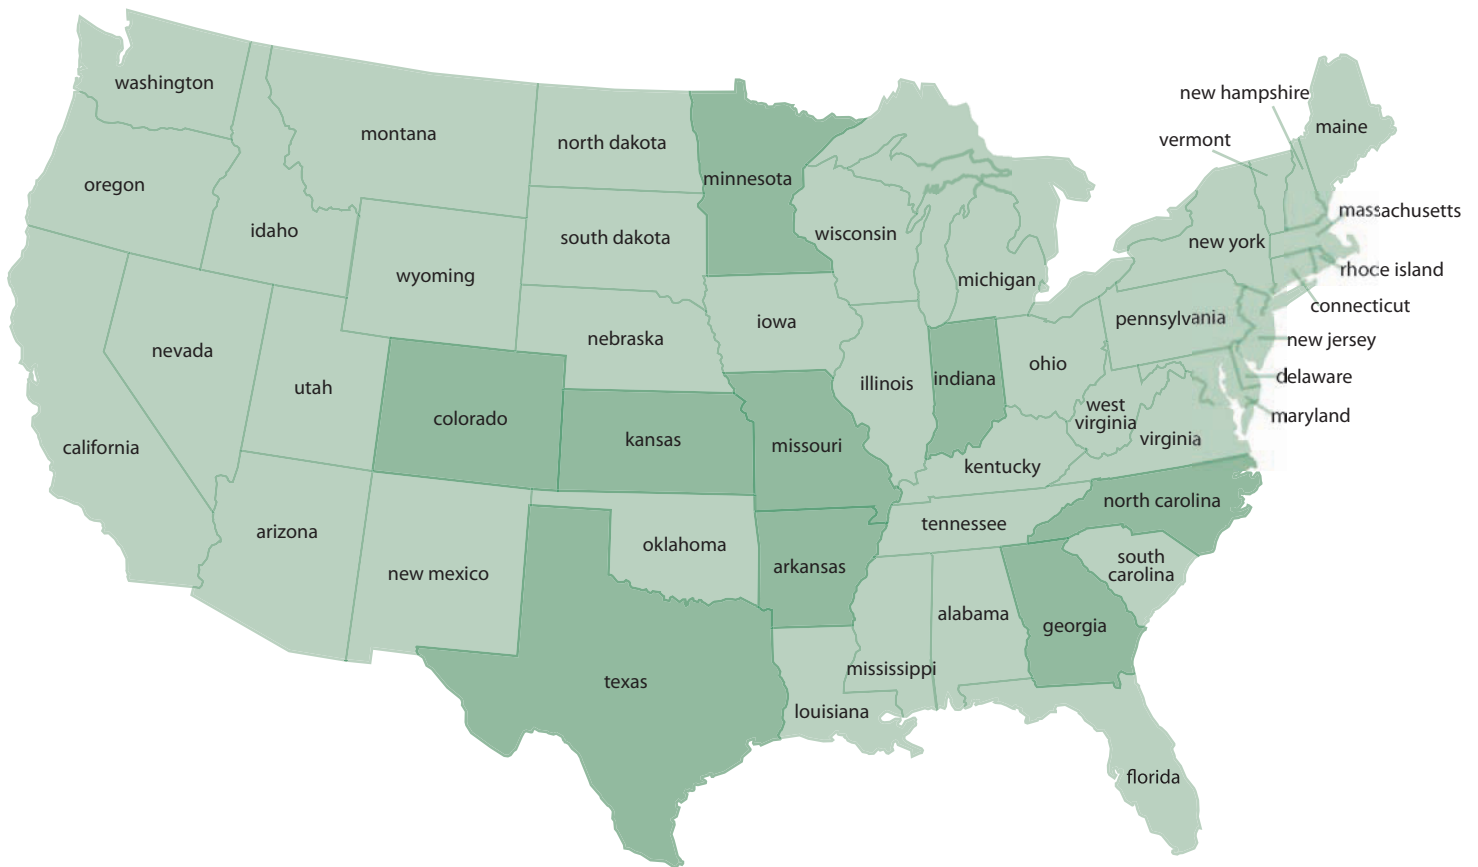 washington
new hampshire
maine
montana
north dakota
vermont
minnesota
oregon
massachusetts
idaho
south dakota
wisconsin
new york
rhoce island
wyoming
michigan
connecticut
iowa
pennsylvania
nebraska
new jersey
nevada
ohio
delaware
utah
illinois
indiana
west
virginia
maryland
colorado
kansas
missouri
virginia
california
kentucky
north carolina
tennessee
arizona
oklahoma
south
carolina
new mexico
arkansas
alabama
georgia
mississippi
texas
louisiana
florida